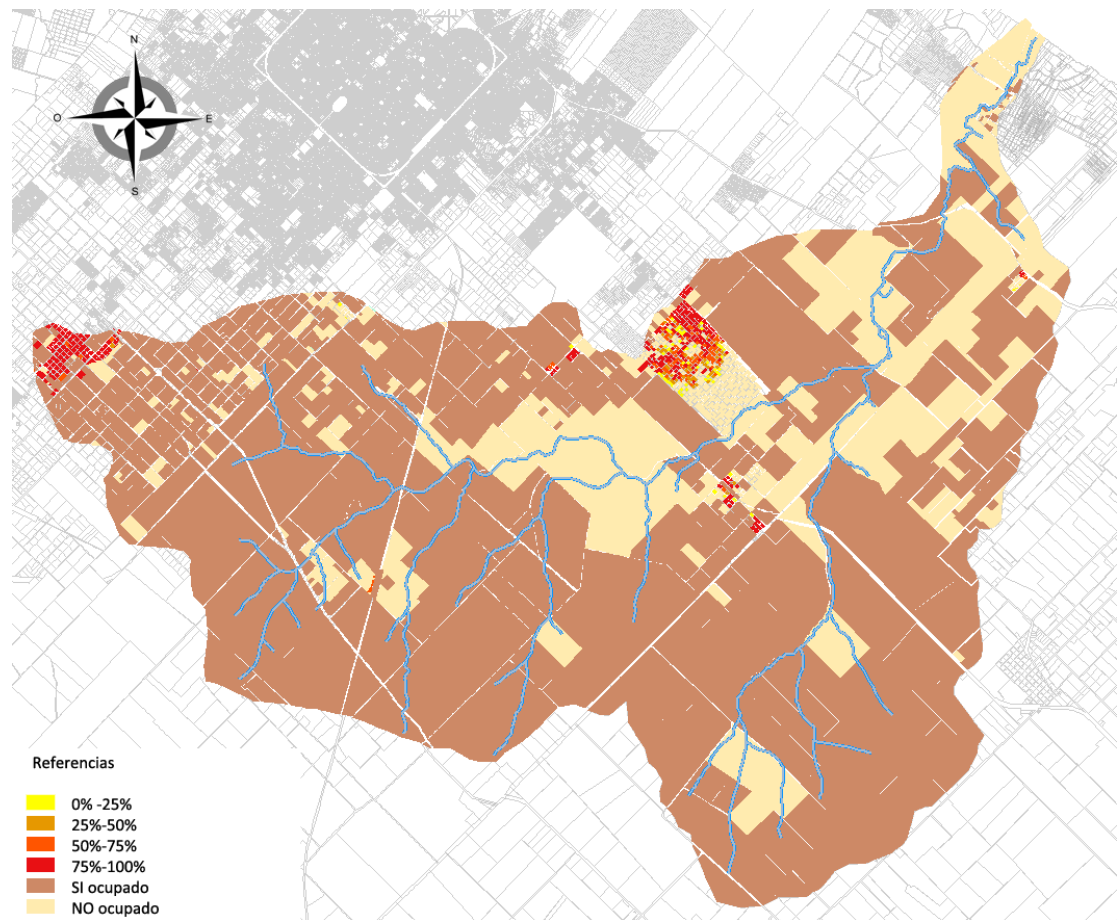 N
O
E
S
Referencias
0% -25%
25%-50%
50%-75%
75%-100%
SI ocupado
NO ocupado